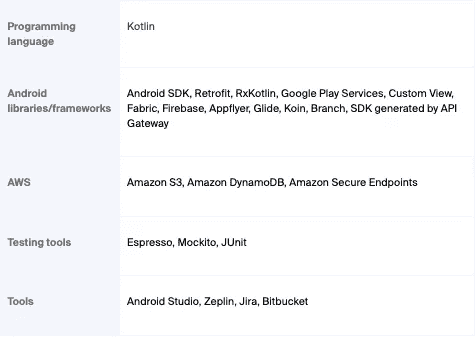 Programming
language
Kotlin
Android
libraries/frameworks
Android SDK, Retrofit, RxKotlin, Google Play Services, Custom View,
Fabric, Firebase, Appflyer, Glide, Koin, Branch, SDK generated by API
Gateway
AWS
Amazon S3, Amazon DynamoDB, Amazon Secure Endpoints
Testing tools
Espresso, Mockito, JUnit
Tools
Android Studio, Zeplin, Jira, Bitbucket